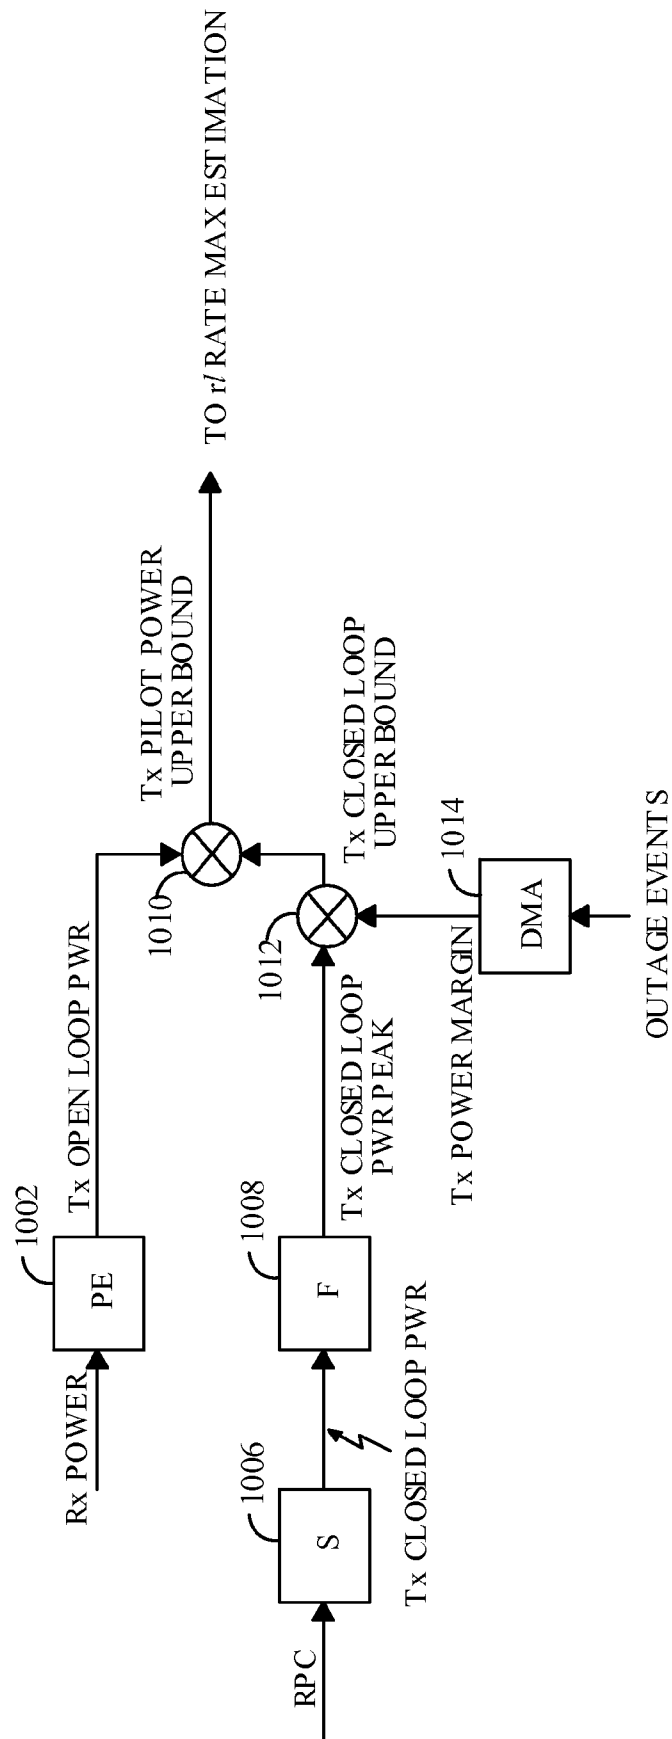 Rx POWER
1002
PE
Tx OPEN LOOP PWR
1010
Tx PILOT POWER
UPPER BOUND
TO rl RATE MAX ESTIMATION
RPC
1006
S
Tx CLOSED LOOP PWR
1008
F
Tx CLOSED LOOP
PWR PEAK
1012
Tx CLOSED LOOP
UPPER BOUND
Tx POWER MARGIN
1014
DMA
OUTAGE EVENTS